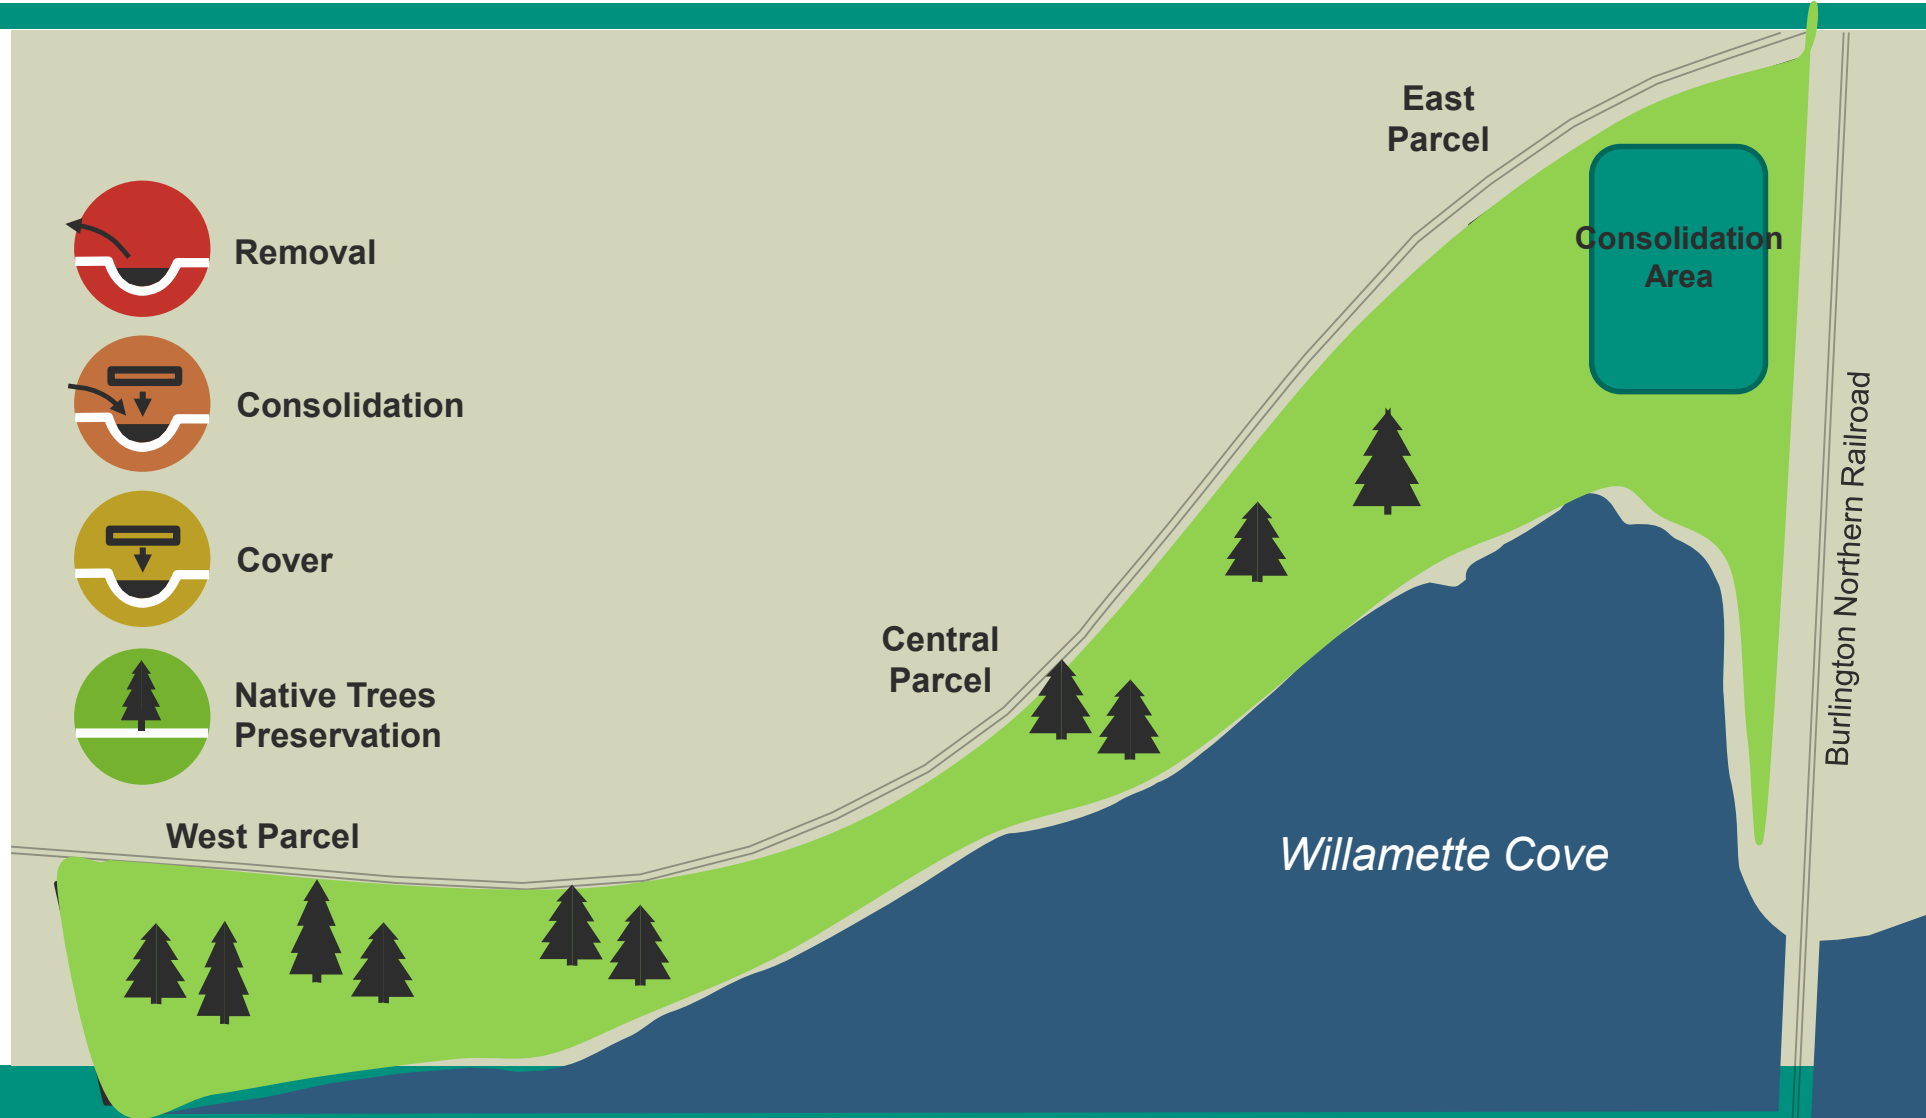 East
Parcel
Consolidation
Area
Removal
Consolidation
Cover
Native Trees
Preservation
Central
Parcel
West Parcel
Willamette Cove
Burlington Northern Railroad